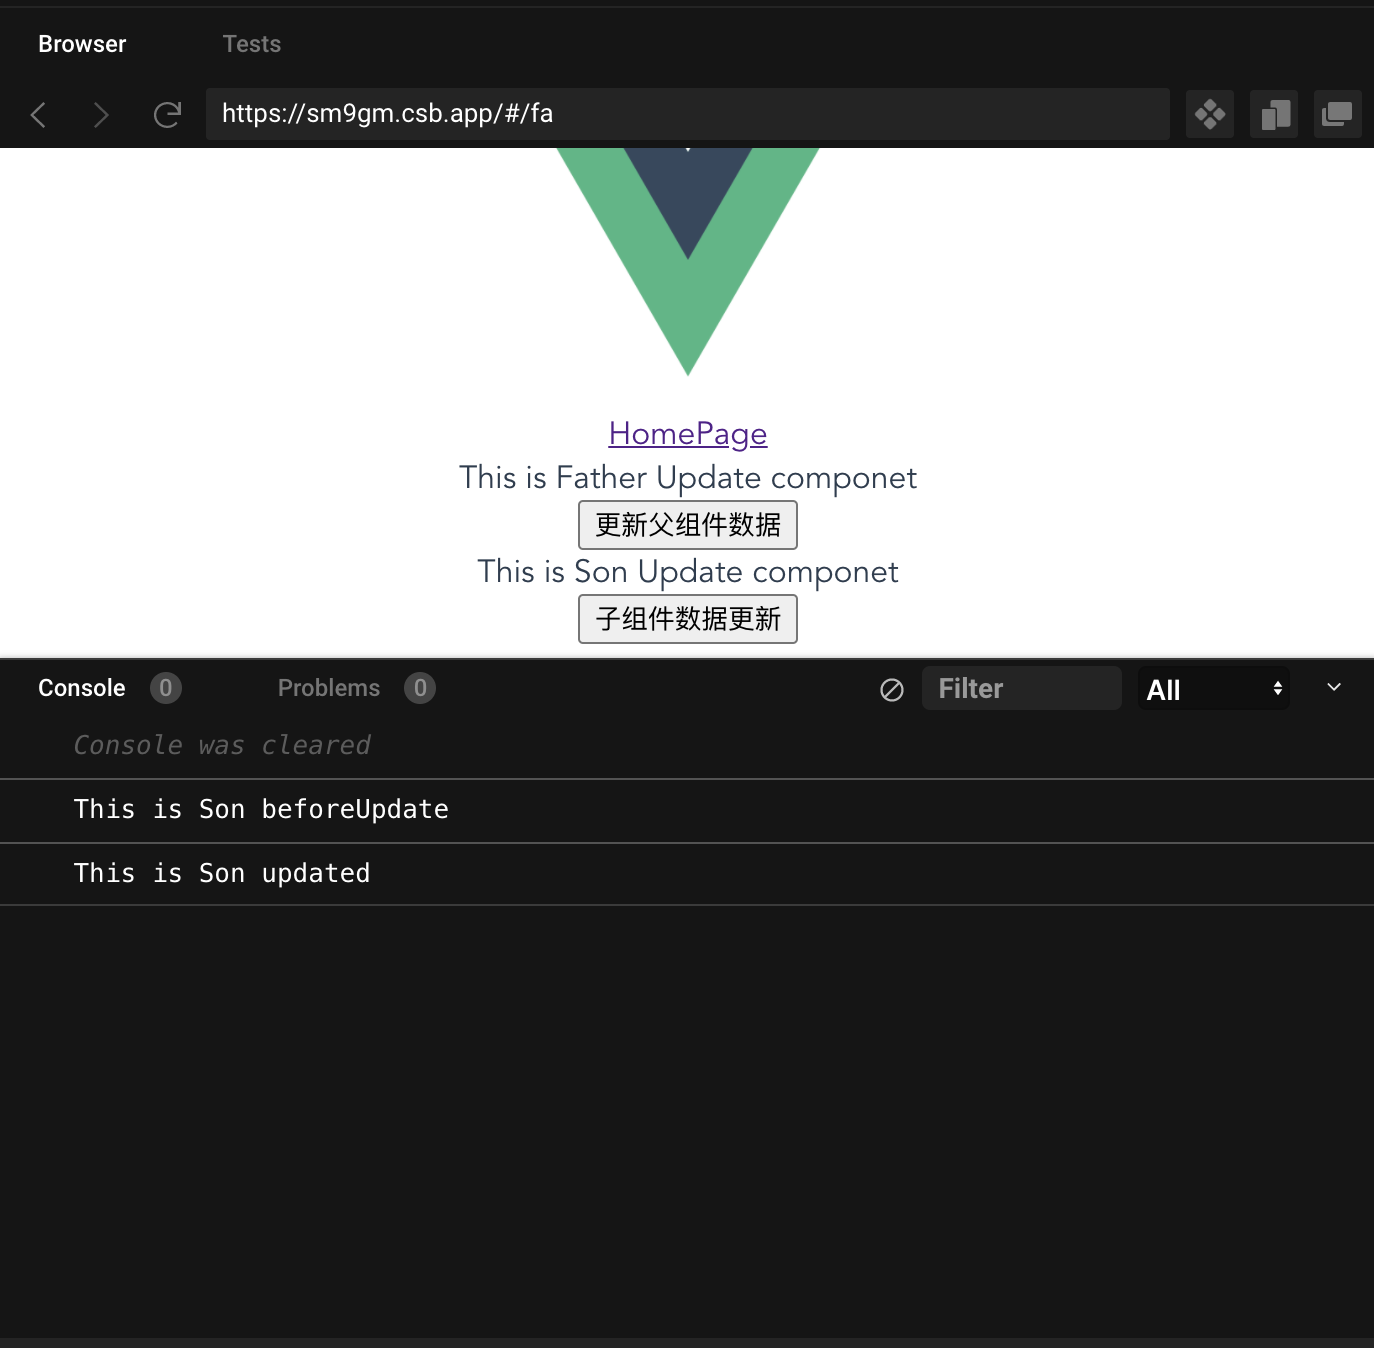 Browser Tests
https://sm9gm.csb.app/#/fa
HomePage
This is Father Update componet
更新父组件数据
This is Son Update componet
子组件数据更新
Console 0 Problems 0 Filter All
Console was cleared
This is Son beforeUpdate
This is Son updated